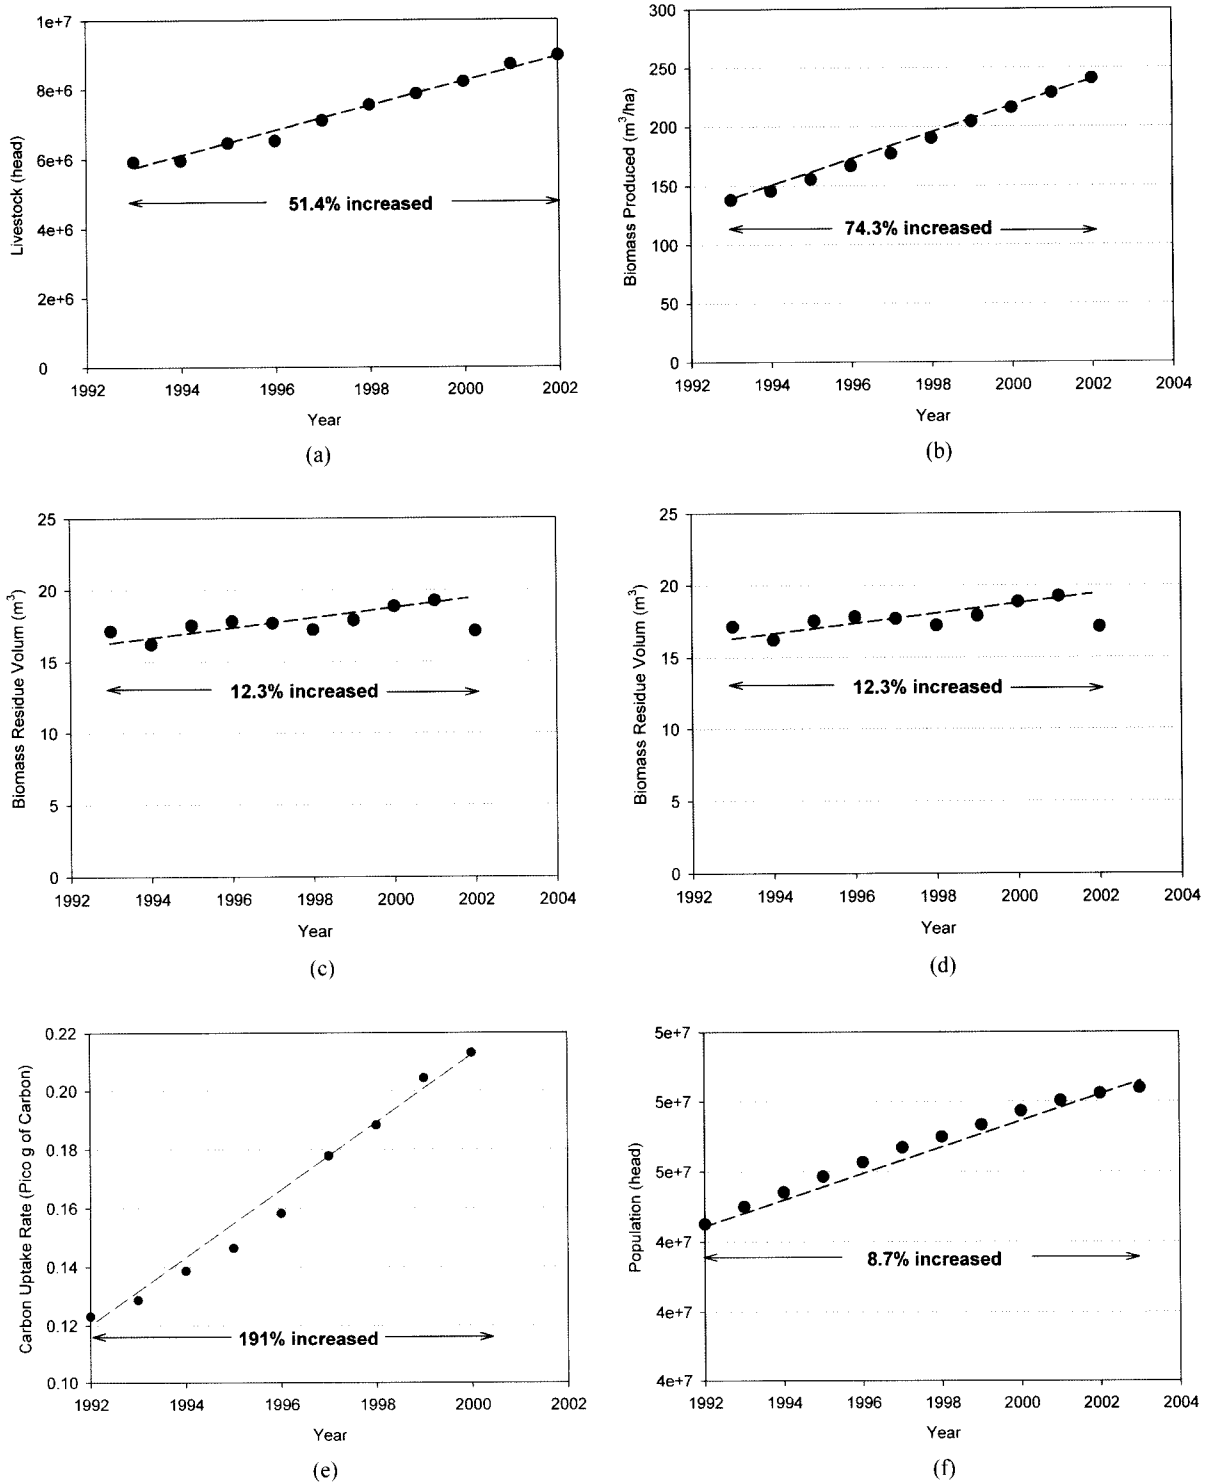 1e+7
8e+6
6e+6
4e+6
2e+6
0
Livestock (head)
51.4% increased
1992 1994 1996 1998 2000 2002
Year
(a)
300
250
200
150
100
50
0
Biomass Produced (m³/ha)
74.3% increased
1992 1994 1996 1998 2000 2002 2004
Year
(b)
25
20
15
10
5
0
Biomass Residue Volum (m³)
12.3% increased
1992 1994 1996 1998 2000 2002 2004
Year
(c)
25
20
15
10
5
0
Biomass Residue Volum (m³)
12.3% increased
1992 1994 1996 1998 2000 2002 2004
Year
(d)
0.22
0.20
0.18
0.16
0.14
0.12
0.10
Carbon Uptake Rate (Pico g of Carbon)
191% increased
1992 1994 1996 1998 2000 2002
Year
(e)
5e+7
5e+7
5e+7
4e+7
4e+7
4e+7
Population (head)
8.7% increased
1992 1994 1996 1998 2000 2002 2004
Year
(f)